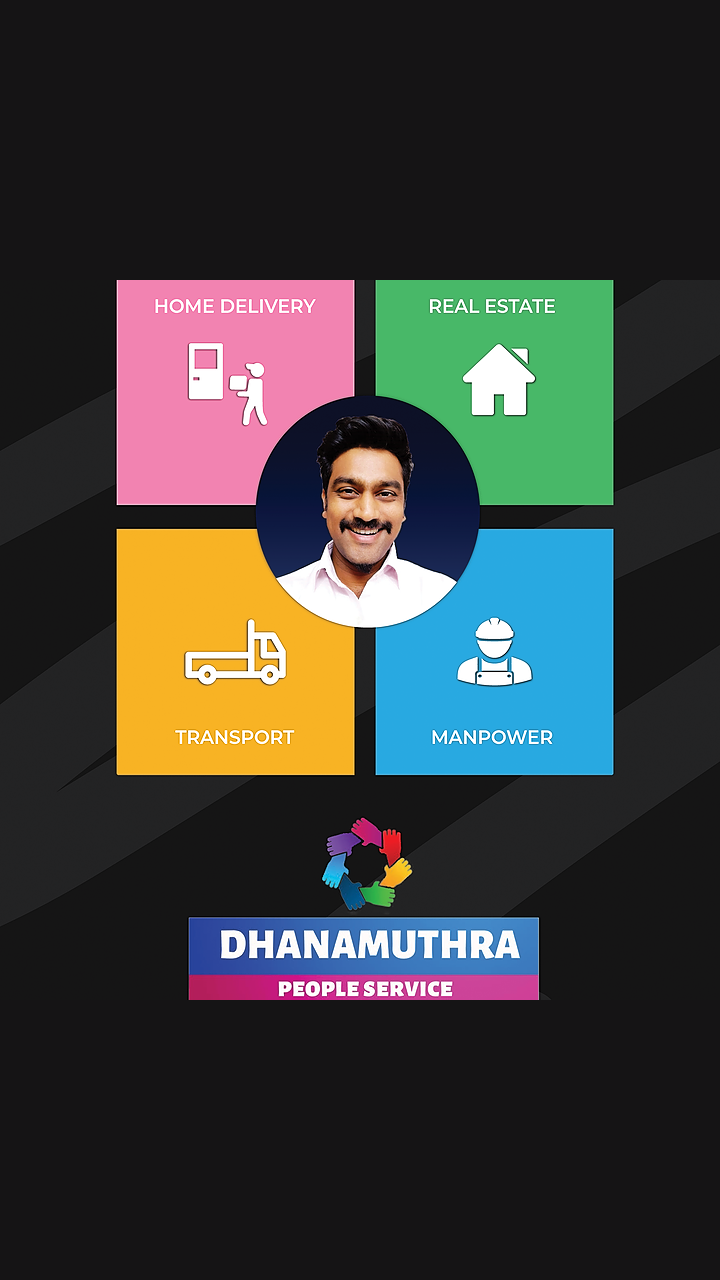 HOME DELIVERY
REAL ESTATE
TRANSPORT
MANPOWER
DHANAMUTHRA
PEOPLE SERVICE